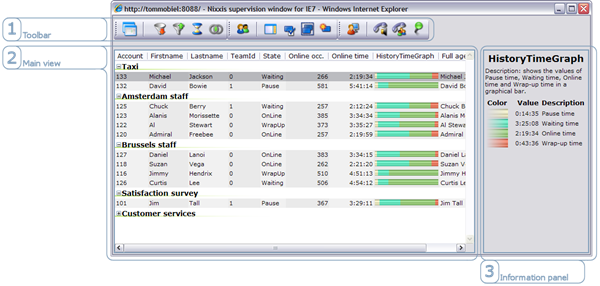 http://tommobiel:8088/ - Nixxis supervision window for IE7 - Windows Internet Explorer
1 Toolbar
2 Main view
Account Firstname Lastname TeamId State Online occ. Online time HistoryTimeGraph Full age
Taxi
133 Michael Jackson 0 Waiting 266 2:19:34 Michael
132 David Bowie 1 Pause 581 5:41:14 David Bo
Amsterdam staff
125 Chuck Berry 1 Waiting 257 2:12:24 Chuck B
123 Alanis Morissette 0 OnLine 385 3:34:34 Alanis M
122 Al Stewart 0 WrapUp 373 3:35:27 Al Stewar
120 Admiral Freebee 0 OnLine 257 2:19:59 Admiral
Brussels staff
127 Daniel Lanoi 0 OnLine 383 3:34:15 Daniel L
118 Suzan Vega 0 OnLine 262 2:21:20 Suzan V
116 Jimmy Hendrix 0 WrapUp 510 4:51:13 Jimmy H
126 Curtis Lee 0 Waiting 506 4:54:12 Curtis Le
Satisfaction survey
101 Jim Tall 1 Pause 367 3:29:11 Jim Tall
Customer services
HistoryTimeGraph
Description: shows the values of
Pause time, Waiting time, Online
time and Wrap-up time in a
graphical bar.
Color Value Description
0:14:35 Pause time
3:25:08 Waiting time
2:19:34 Online time
0:43:36 Wrap-up time
3 Information panel